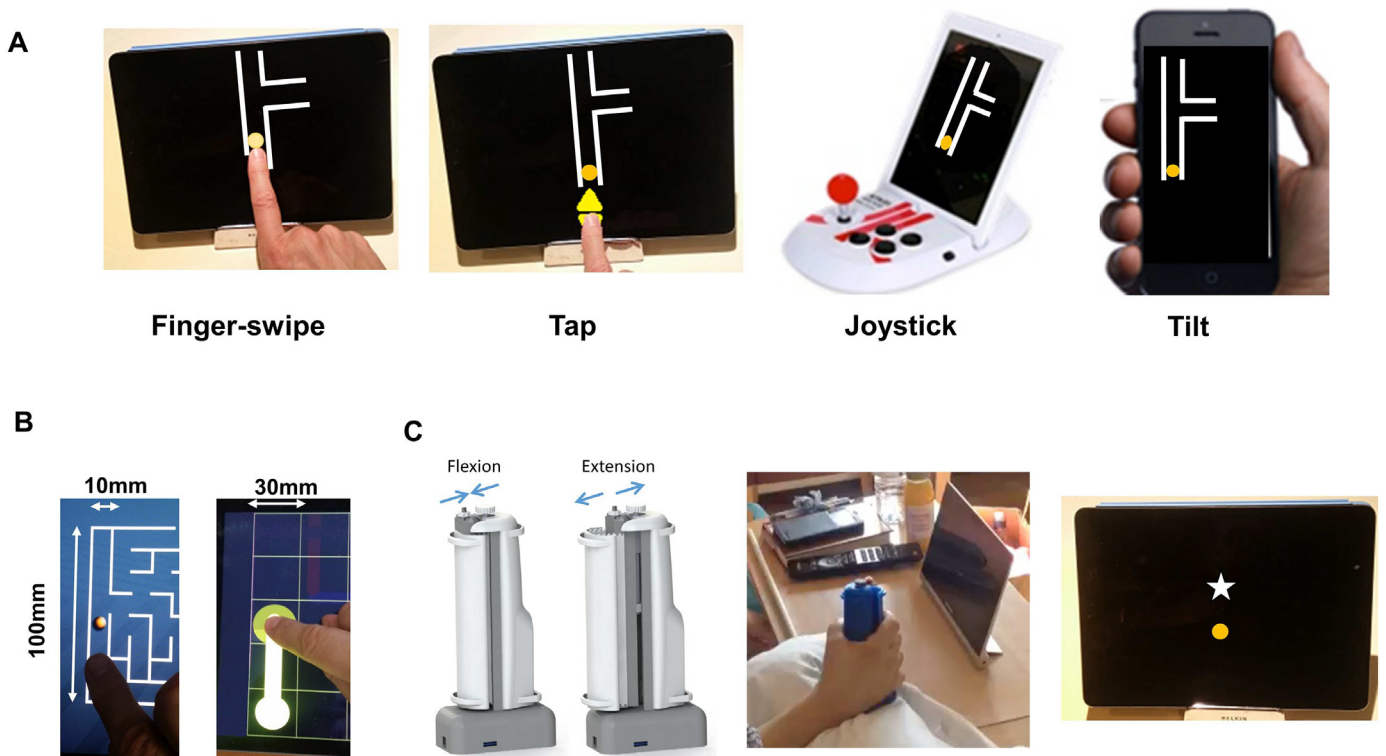 A
Finger-swipe
Tap
Joystick
Tilt
B
10mm
30mm
100mm
C
Flexion
Extension
BELKIN